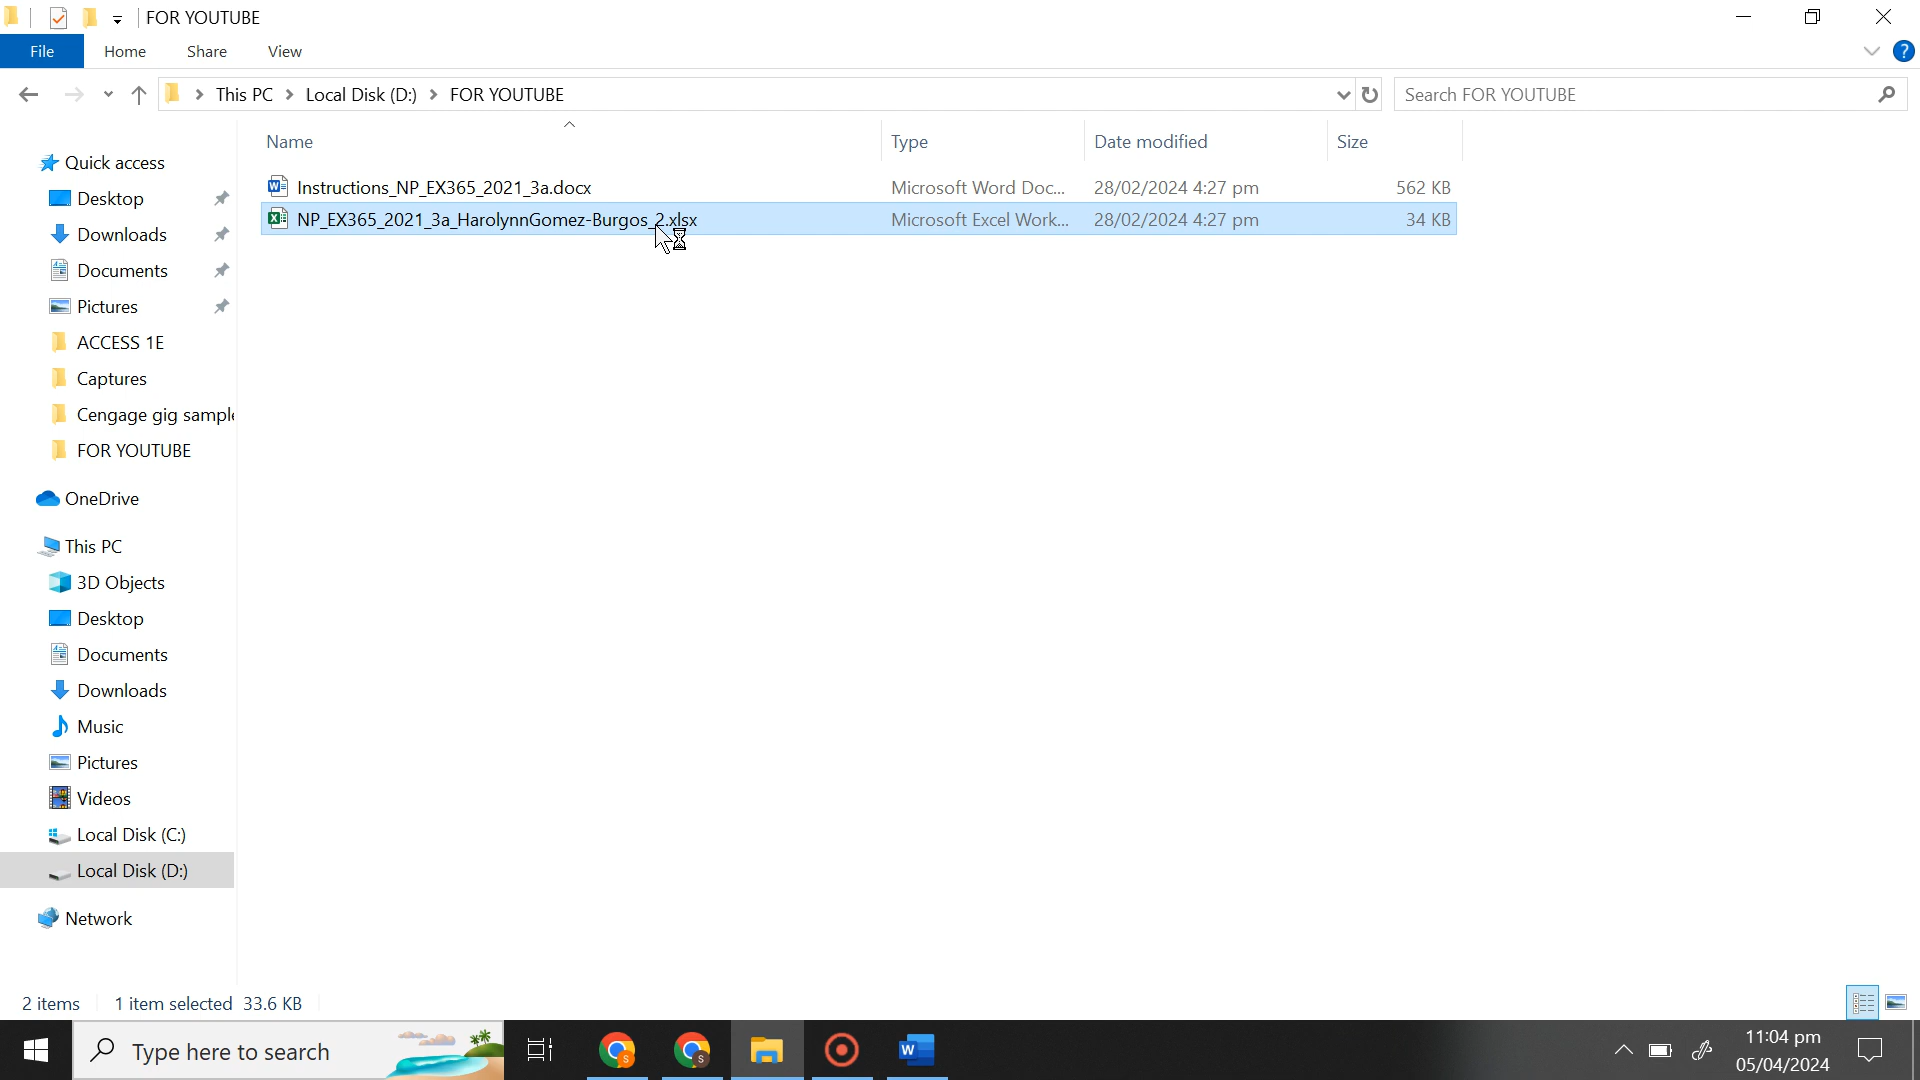 FOR YOUTUBE
File Home Share View
This PC Local Disk (D:) FOR YOUTUBE Search FOR YOUTUBE
Name Type Date modified Size
Instructions_NP_EX365_2021_3a.docx Microsoft Word Doc... 28/02/2024 4:27 pm 562 KB
NP_EX365_2021_3a_HarolynnGomez-Burgos_2.xlsx Microsoft Excel Work... 28/02/2024 4:27 pm 34 KB
Quick access
Desktop
Downloads
Documents
Pictures
ACCESS 1E
Captures
Cengage gig sample
FOR YOUTUBE
OneDrive
This PC
3D Objects
Desktop
Documents
Downloads
Music
Pictures
Videos
Local Disk (C:)
Local Disk (D:)
Network
2 items 1 item selected 33.6 KB
Type here to search
11:04 pm
05/04/2024